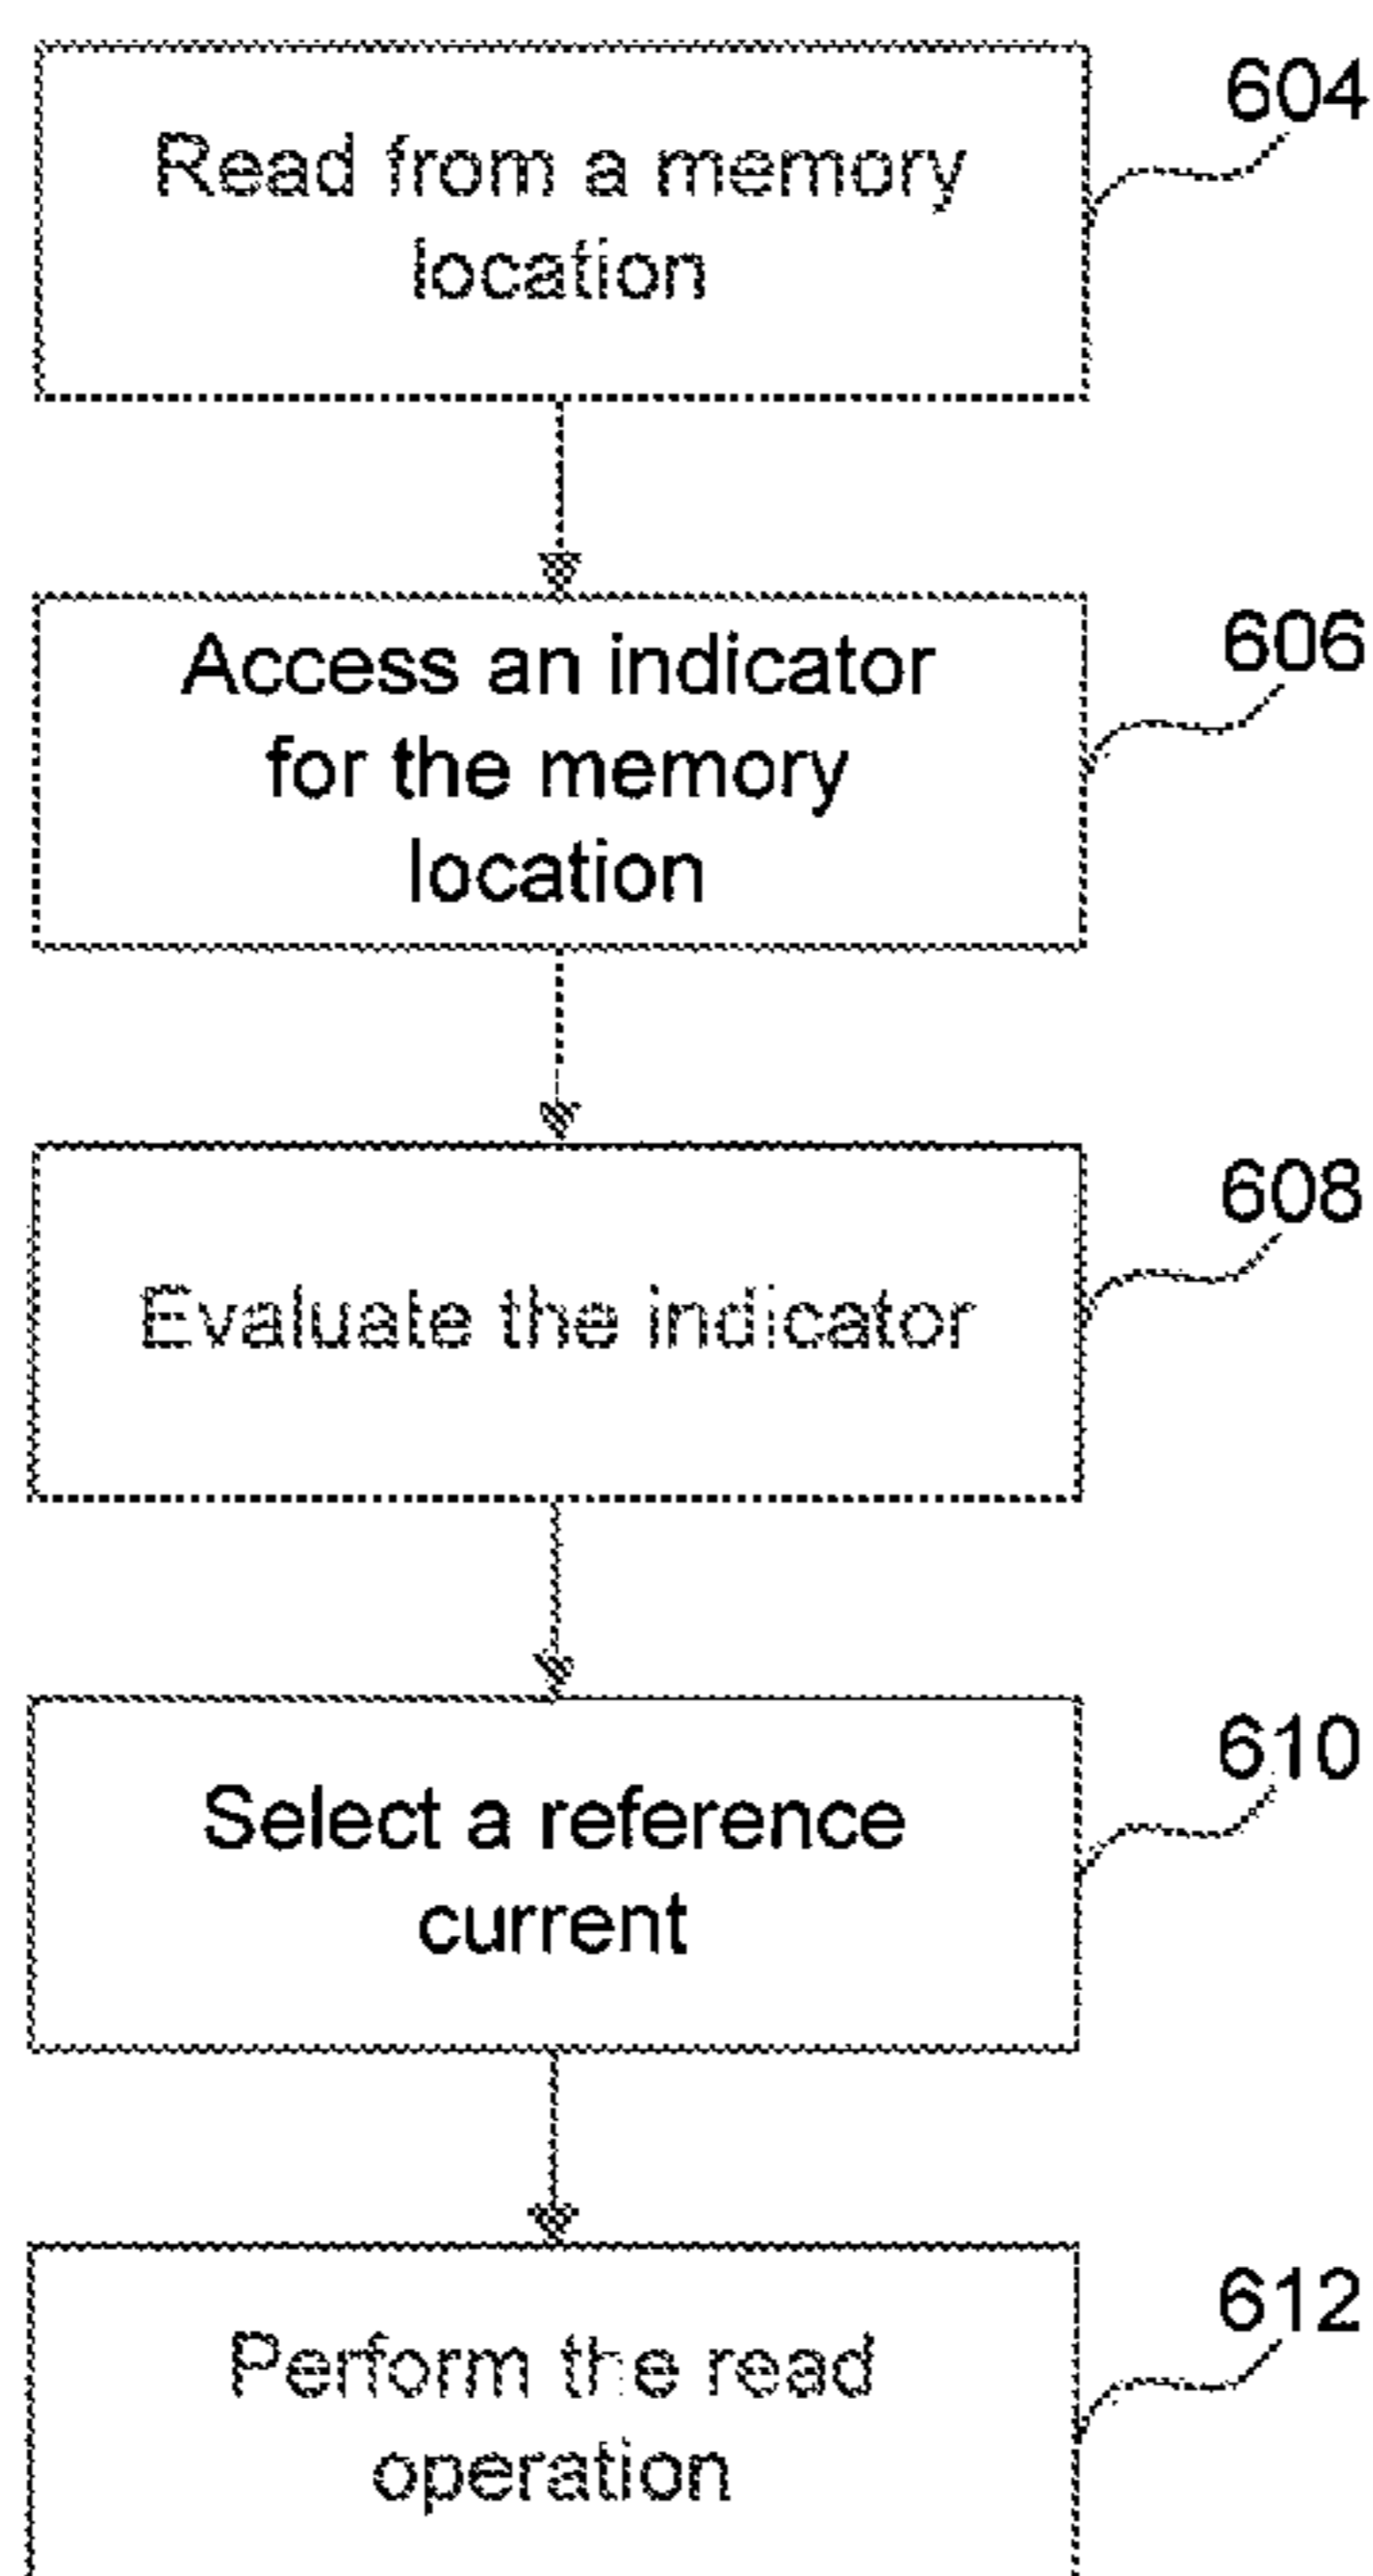 604
Read from a memory
location
606
Access an indicator
for the memory
location
608
Evaluate the indicator
610
Select a reference
current
612
Perform the read
operation